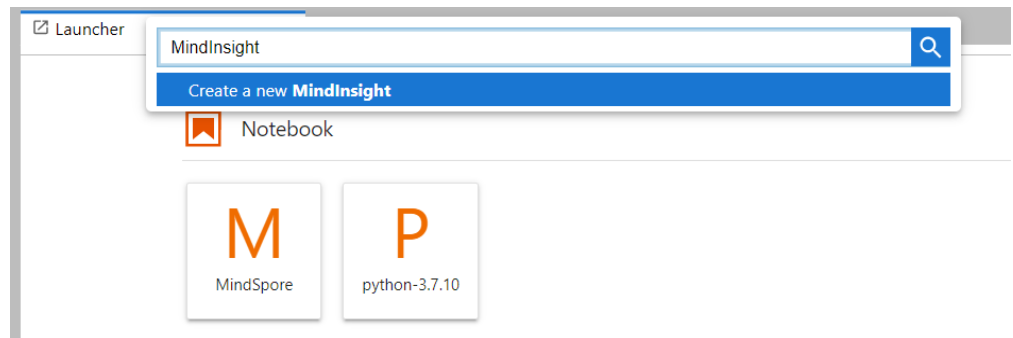 Launcher
MindInsight
Create a new MindInsight
Notebook
M
P
MindSpore
python-3.7.10